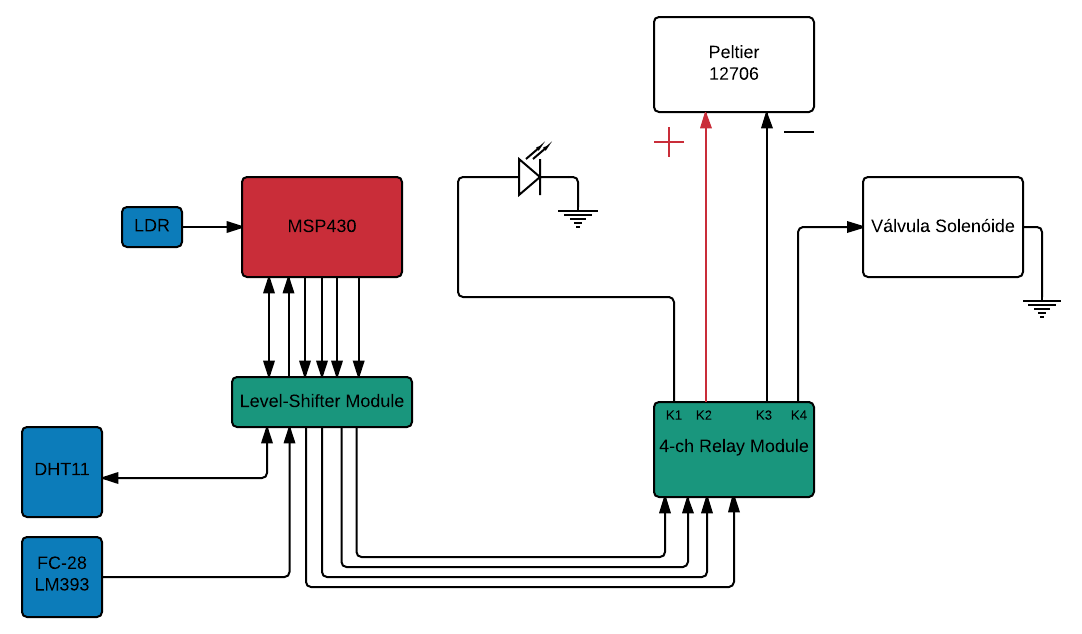 Peltier
12706
LDR
MSP430
Válvula Solenóide
Level-Shifter Module
K1 K2 K3 K4
4-ch Relay Module
DHT11
FC-28
LM393